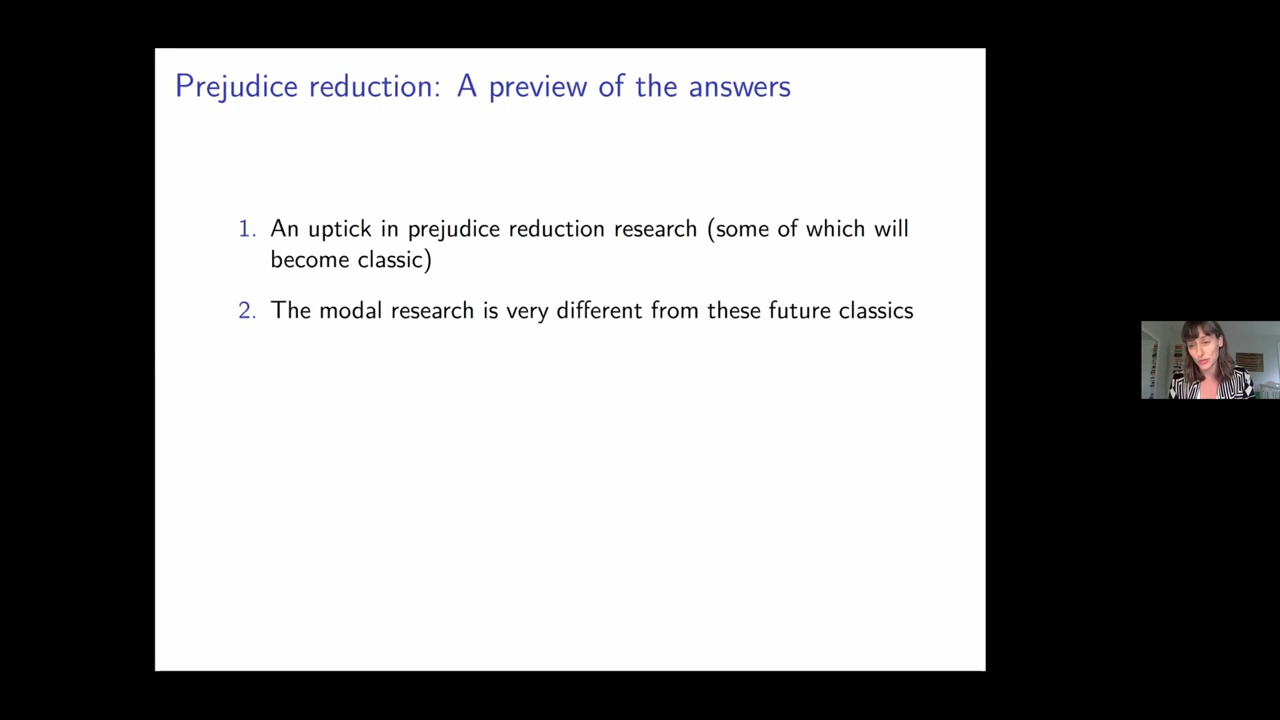 Prejudice reduction: A preview of the answers
1. An uptick in prejudice reduction research (some of which will
become classic)
2. The modal research is very different from these future classics